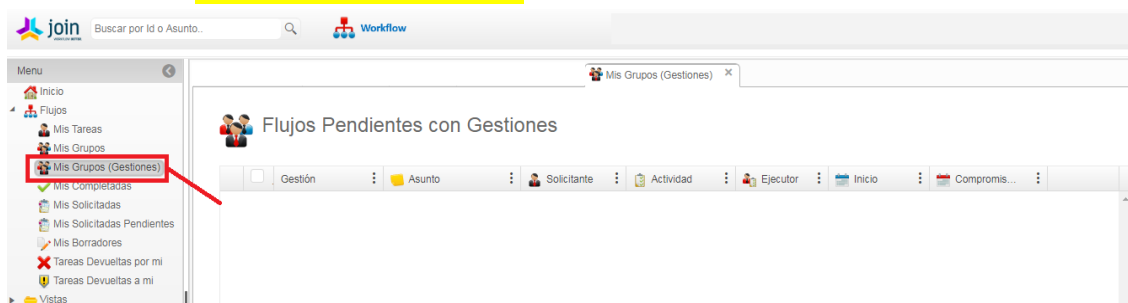 join
Buscar por Id o Asunto..
Workflow
Menu
Mis Grupos (Gestiones)
Inicio
Flujos
Mis Tareas
Mis Grupos
Mis Grupos (Gestiones)
Mis Completadas
Mis Solicitadas
Mis Solicitadas Pendientes
Mis Borradores
Tareas Devueltas por mi
Tareas Devueltas a mi
Vistas
Flujos Pendientes con Gestiones
Gestión Asunto Solicitante Actividad Ejecutor Inicio Compromis...